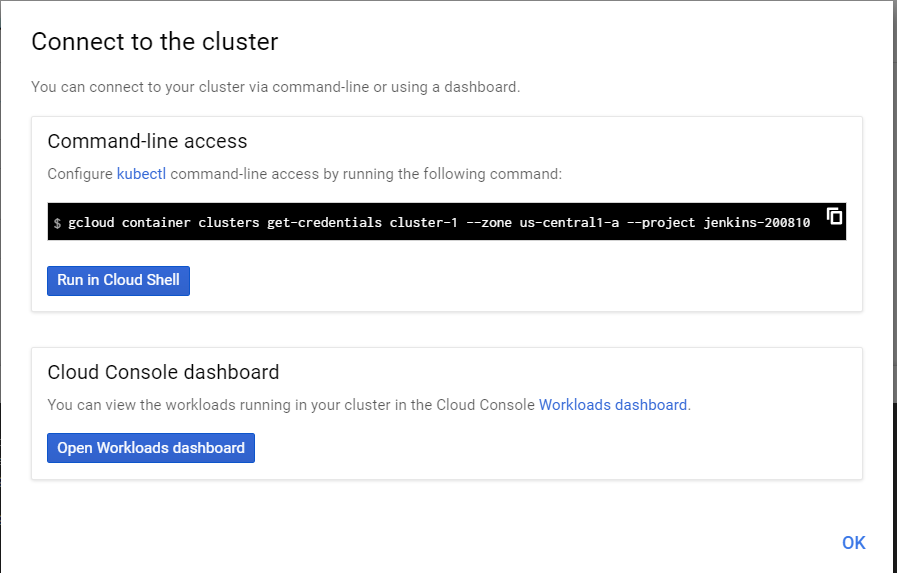 Connect to the cluster
You can connect to your cluster via command-line or using a dashboard.
Command-line access
Configure kubectl command-line access by running the following command:
$ gcloud container clusters get-credentials cluster-1 --zone us-central1-a --project jenkins-200810
Run in Cloud Shell
Cloud Console dashboard
You can view the workloads running in your cluster in the Cloud Console Workloads dashboard.
Open Workloads dashboard
OK